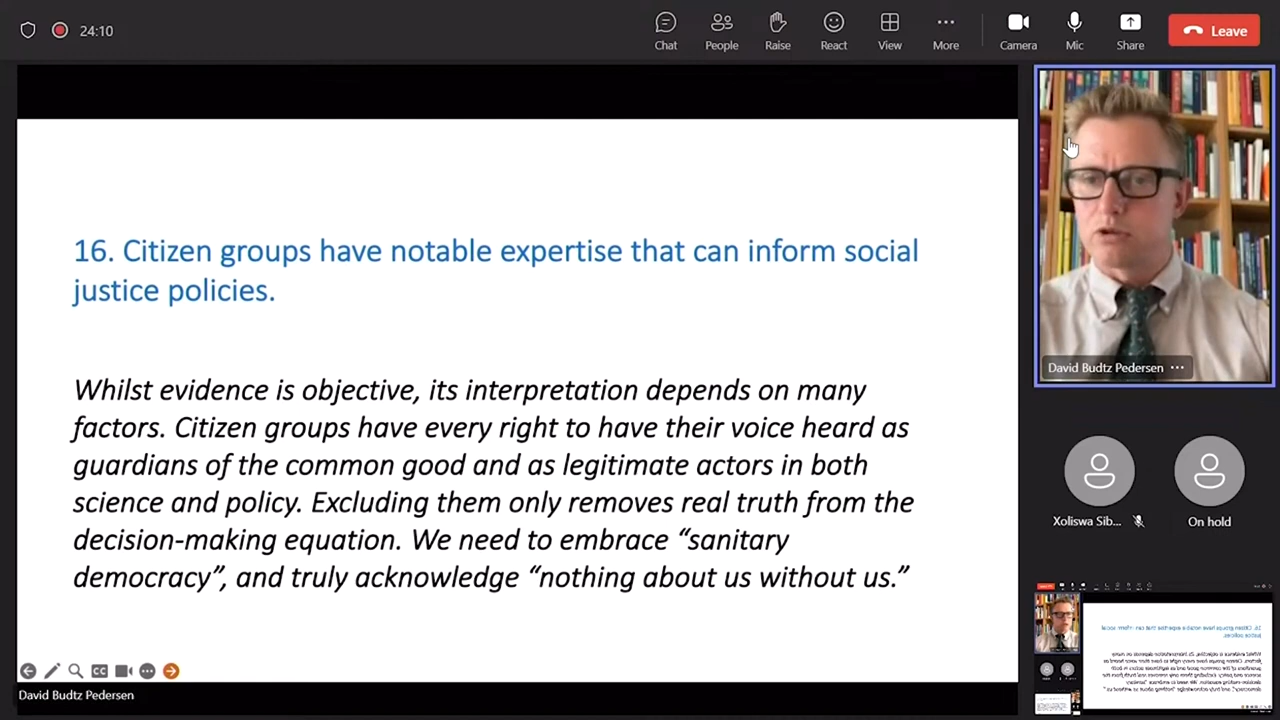 24:10
Chat
People
Raise
React
View
More
Camera
Mic
Share
Leave
16. Citizen groups have notable expertise that can inform social
justice policies.
Whilst evidence is objective, its interpretation depends on many
factors. Citizen groups have every right to have their voice heard as
guardians of the common good and as legitimate actors in both
science and policy. Excluding them only removes real truth from the
decision-making equation. We need to embrace “sanitary
democracy”, and truly acknowledge “nothing about us without us.”
CC
David Budtz Pedersen
David Budtz Pedersen
Xoliswa Sib...
On hold